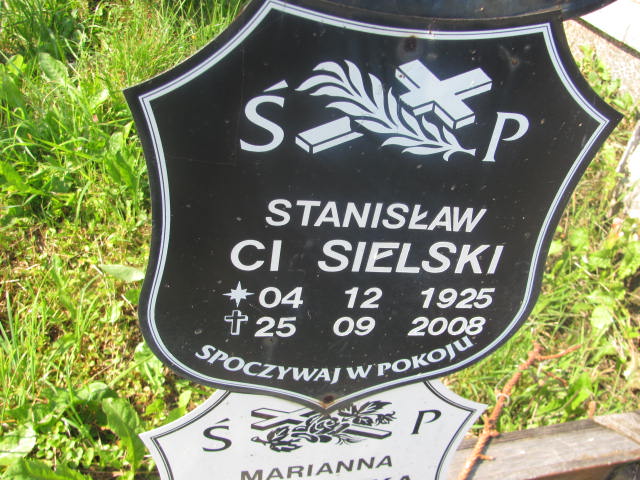 Ś P
STANISŁAW
CI SIELSKI
04 12 1925
25 09 2008
SPOCZYWAJ W POKOJU
Ś P
MARIANNA